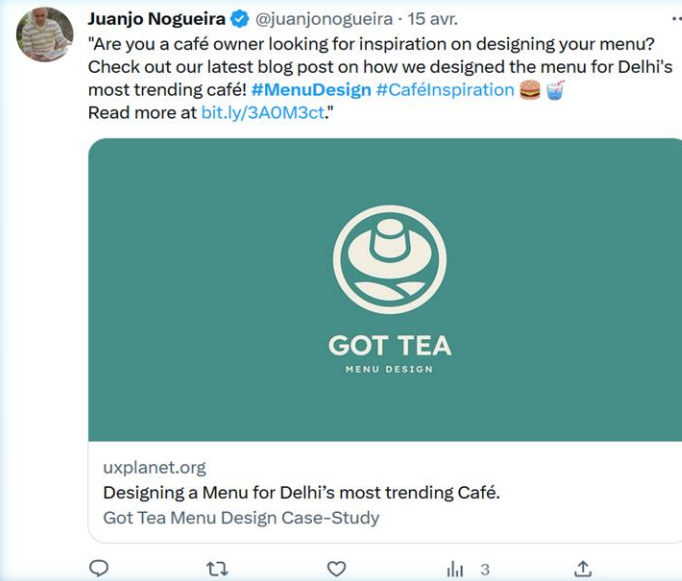 Juanjo Nogueira @juanjonogueira · 15 avr.
"Are you a café owner looking for inspiration on designing your menu?
Check out our latest blog post on how we designed the menu for Delhi's
most trending café! #MenuDesign #CaféInspiration 🍔🥤
Read more at bit.ly/3A0M3ct."
GOT TEA
MENU DESIGN
uxplanet.org
Designing a Menu for Delhi’s most trending Café.
Got Tea Menu Design Case-Study
3